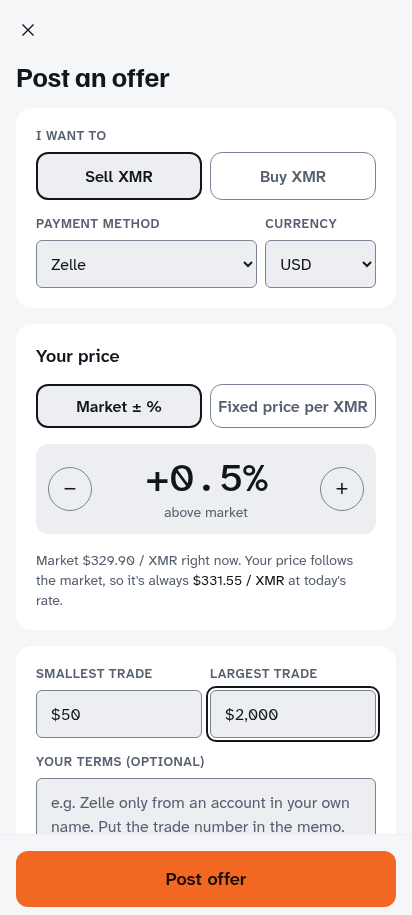 Post an offer
I WANT TO
Sell XMR
Buy XMR
PAYMENT METHOD
CURRENCY
Zelle
USD
Your price
Market ± %
Fixed price per XMR
−
+0.5%
+
above market
Market $329.90 / XMR right now. Your price follows
the market, so it's always $331.55 / XMR at today's
rate.
SMALLEST TRADE
LARGEST TRADE
$50
$2,000
YOUR TERMS (OPTIONAL)
e.g. Zelle only from an account in your own
name. Put the trade number in the memo.
Post offer